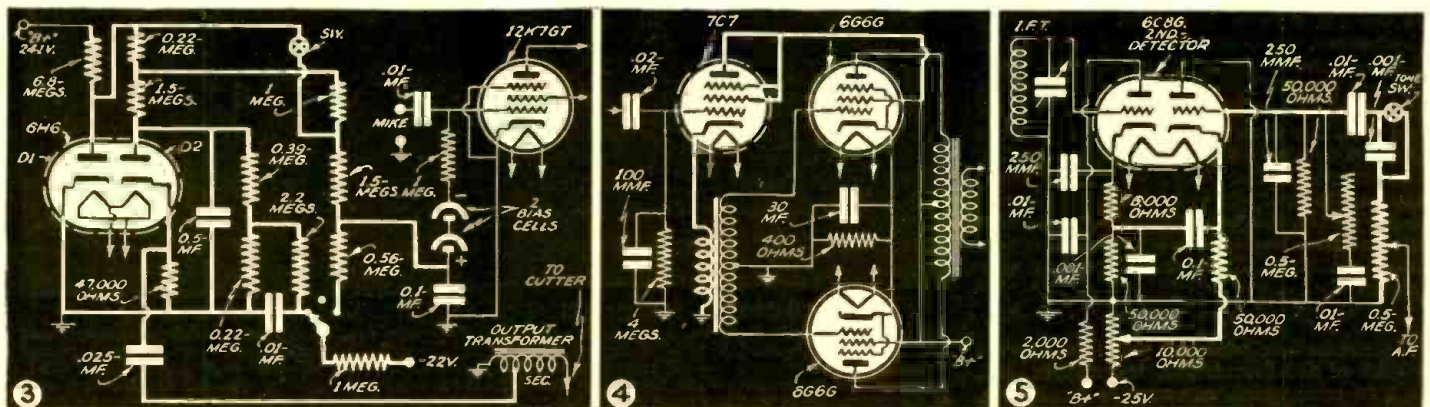 "B+"
241V.
6.8-
MEGS.
0.22-
MEG.
1.5-
MEGS.
SW.
1
MEG.
.01-
MF.
MIKE
12K7GT
6H6
D1
D2
0.39-
MEG.
2.2
MEGS.
1.5-
MEGS.
1
MEG.
2
BIAS
CELLS
0.5-
MF.
0.56-
MEG.
47,000
OHMS
0.22-
MEG.
.01-
MF.
0.1-
MF.
TO
CUTTER
OUTPUT
TRANSFORMER
SEC.
.025-
MF.
1 MEG.
-22V.
3
7C7
6G6G
.02-
MF.
100
MMF.
30
MF.
400
OHMS
4
MEGS.
6G6G
"B+"
4
I.F.T.
6C8G
2ND.-
DETECTOR
250
MMF.
50,000
OHMS
.01-
MF.
.001-
MF.
TONE
SW.
250
MMF.
.01-
MF.
8,000
OHMS
.001-
MF.
0.1-
MF.
0.5-
MEG.
50,000
OHMS
50,000
OHMS
.01-
MF.
0.5-
MEG.
2,000
OHMS
10,000
OHMS
TO
A.F.
"B+"
-25V.
5